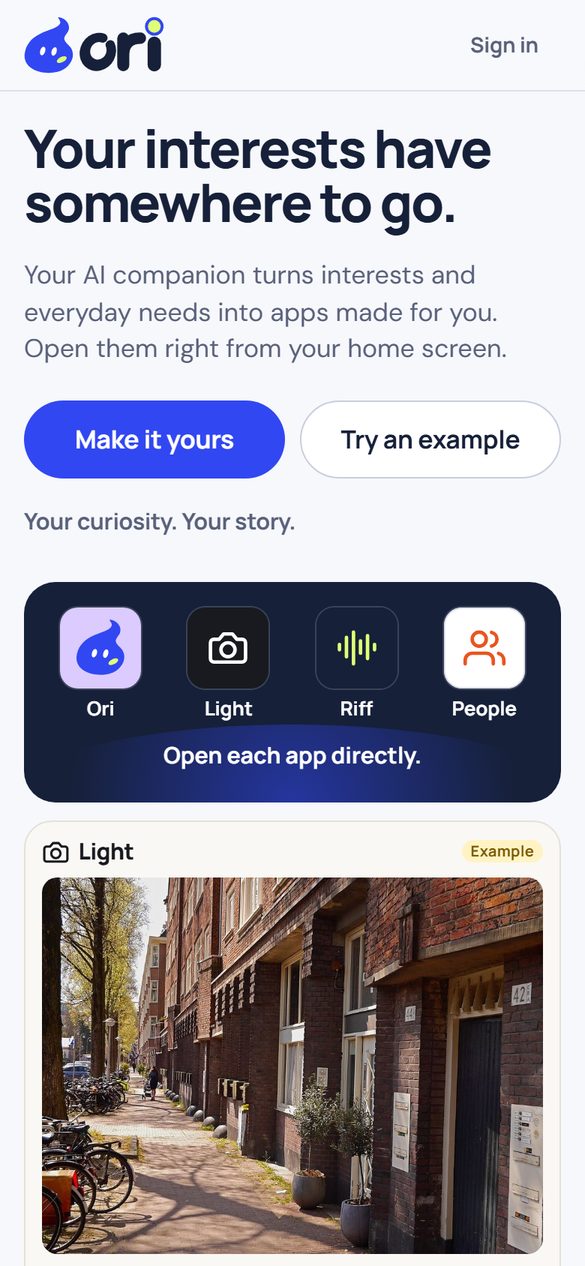 ori
Sign in
Your interests have
somewhere to go.
Your AI companion turns interests and
everyday needs into apps made for you.
Open them right from your home screen.
Make it yours
Try an example
Your curiosity. Your story.
Ori
Light
Riff
People
Open each app directly.
Light
Example
44
42